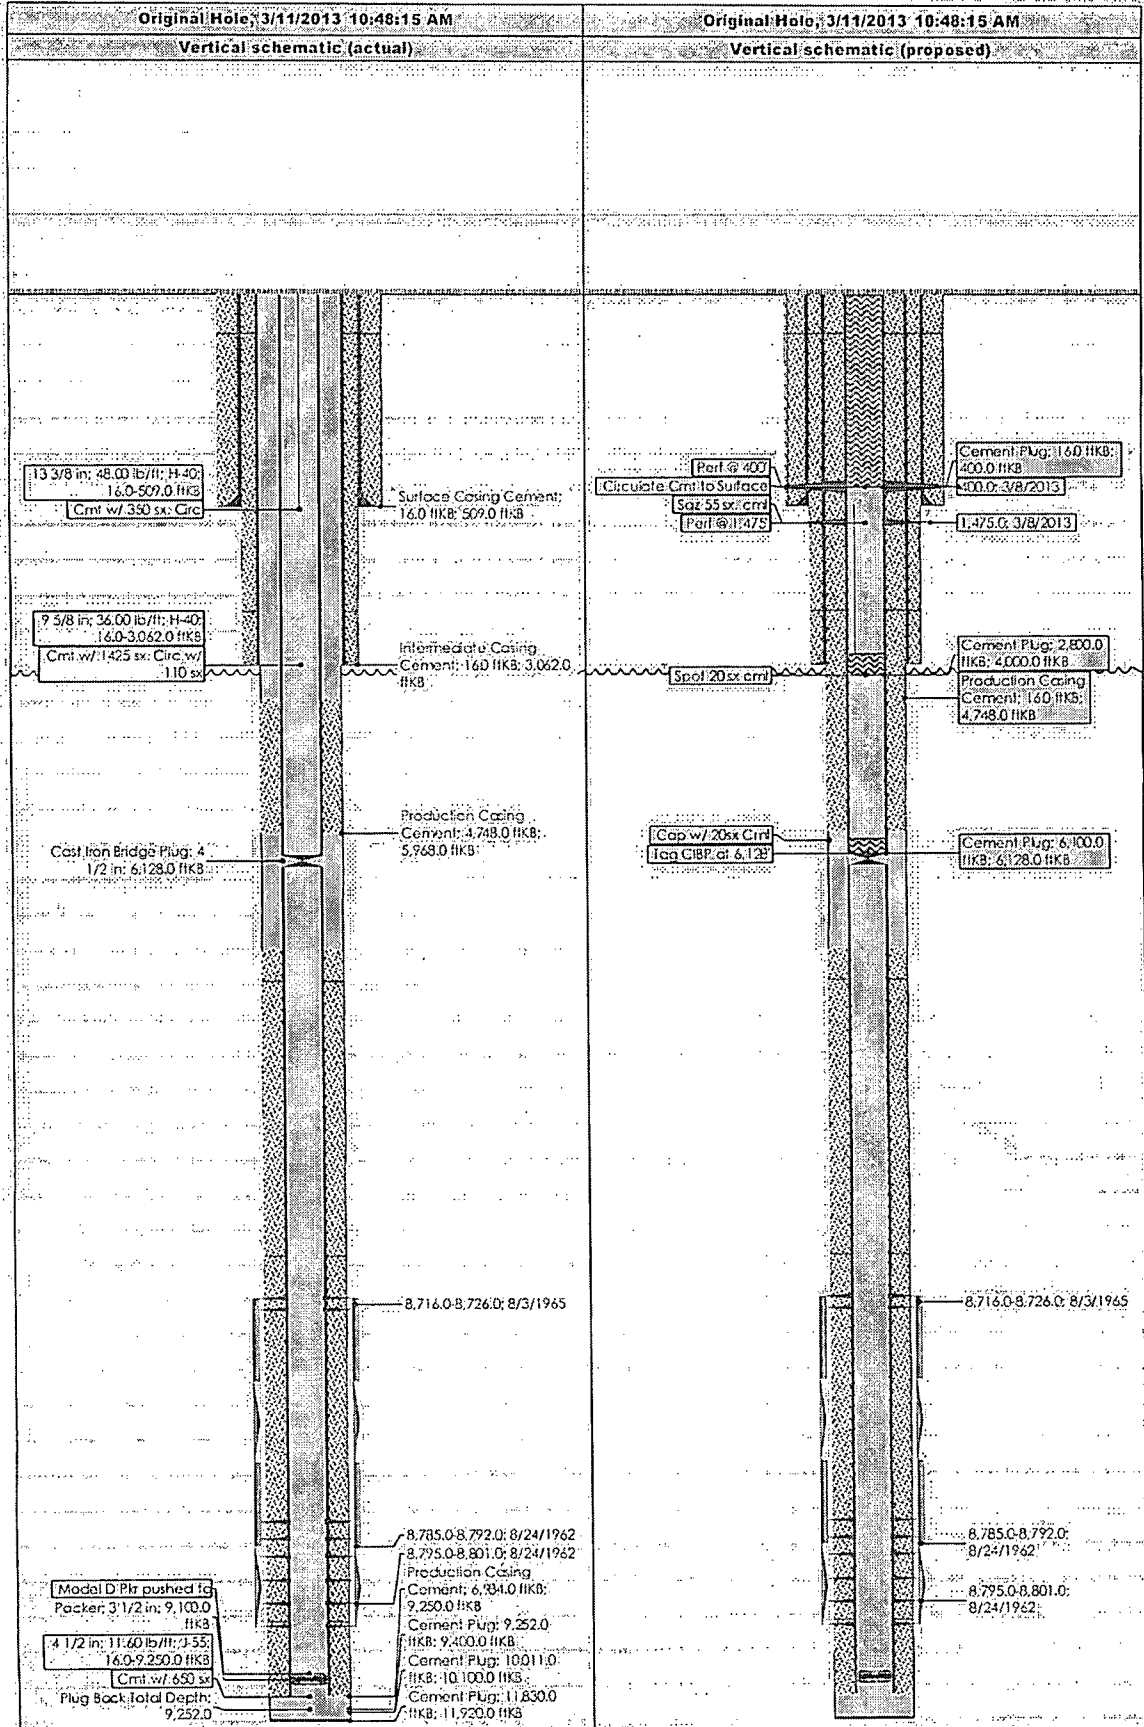 Original Hole, 3/11/2013 10:48:15 AM
Vertical schematic (actual)
13 3/8 in; 48.00 lb/ft; H-40;
16.0-509.0 ftKB
Cmt w/ 350 sx. Circ
Surface Casing Cement;
16.0 ftKB; 509.0 ftKB
9 5/8 in; 36.00 lb/ft; H-40;
16.0-3,062.0 ftKB
Cmt w/ 1425 sx. Circ w/
110 sx
Intermediate Casing
Cement; 16.0 ftKB; 3,062.0
ftKB
Production Casing
Cement; 4,748.0 ftKB;
5,968.0 ftKB
Cast Iron Bridge Plug; 4
1/2 in; 6,128.0 ftKB
8,716.0-8,726.0; 8/3/1965
8,785.0-8,792.0; 8/24/1962
8,795.0-8,801.0; 8/24/1962
Production Casing
Cement; 6,984.0 ftKB;
9,250.0 ftKB
Model D Pkr pushed to
Packer; 3 1/2 in; 9,100.0
ftKB
4 1/2 in; 11.60 lb/ft; J-55;
16.0-9,250.0 ftKB
Cmt w/ 650 sx
Plug Back Total Depth;
9,252.0
Cement Plug; 9,252.0
ftKB; 9,400.0 ftKB
Cement Plug; 10,011.0
ftKB; 10,100.0 ftKB
Cement Plug; 11,830.0
ftKB; 11,920.0 ftKB
Original Hole, 3/11/2013 10:48:15 AM
Vertical schematic (proposed)
Perf @ 400'
Circulate Cmt to Surface
Sqz 55 sx. cmt
Perf @ 1,475'
Cement Plug; 16.0 ftKB;
400.0 ftKB
400.0; 3/8/2013
1,475.0; 3/8/2013
Spot 20 sx cmt
Cement Plug; 2,800.0
ftKB; 4,000.0 ftKB
Production Casing
Cement; 16.0 ftKB;
4,748.0 ftKB
Cap w/ 20sx Cmt
Tag CIBP at 6,128'
Cement Plug; 6,100.0
ftKB; 6,128.0 ftKB
8,716.0-8,726.0; 8/3/1965
8,785.0-8,792.0;
8/24/1962
8,795.0-8,801.0;
8/24/1962